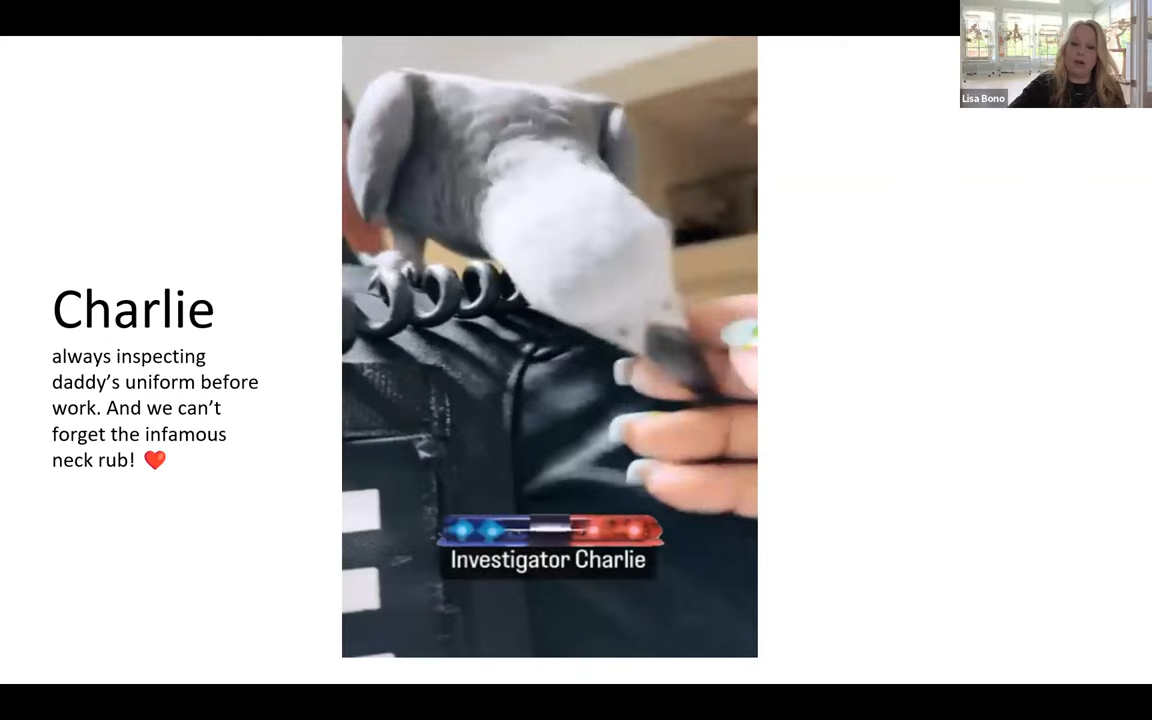 Lisa Bono
Charlie
always inspecting
daddy’s uniform before
work. And we can’t
forget the infamous
neck rub! ❤️
Investigator Charlie